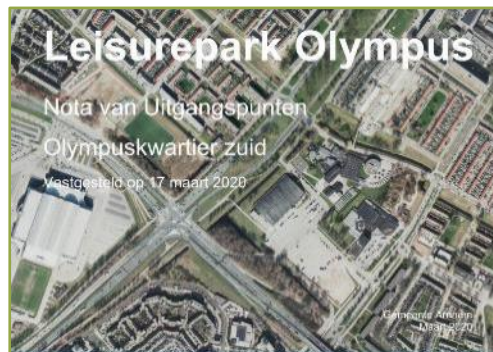 Leisurepark Olympus
Nota van Uitgangspunten
Olympuskwartier zuid
Vastgesteld op 17 maart 2020
Gemeente Arnhem
Maart 2020